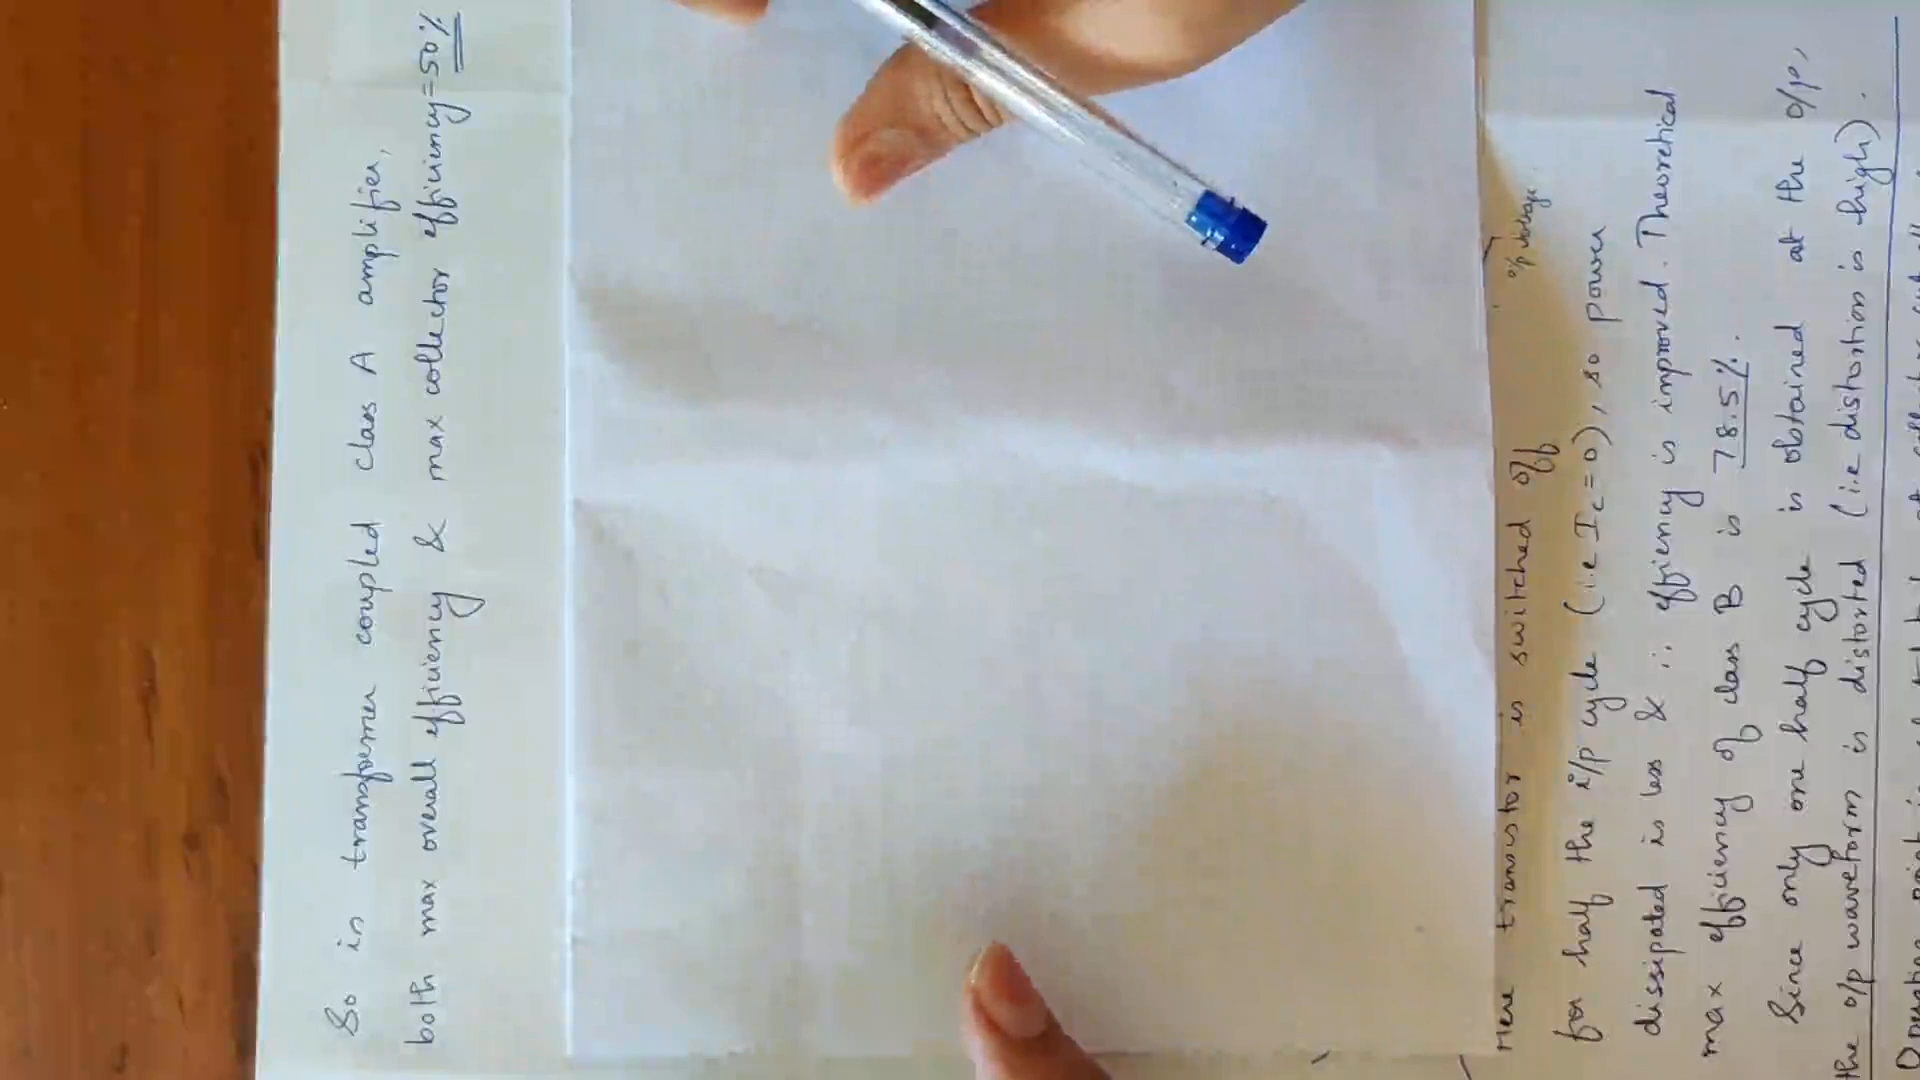 So in transformer coupled class A amplifier,
both max overall efficiency & max collector efficiency = 50%
o/p voltage
Here transistor is switched off
for half the i/p cycle (i.e Ic=0), so power
dissipated is less & ∴ efficiency is improved. Theoretical
max efficiency of class B is 78.5%.
Since only one half cycle is obtained at the o/p,
the o/p waveform is distorted (i.e distortion is high).